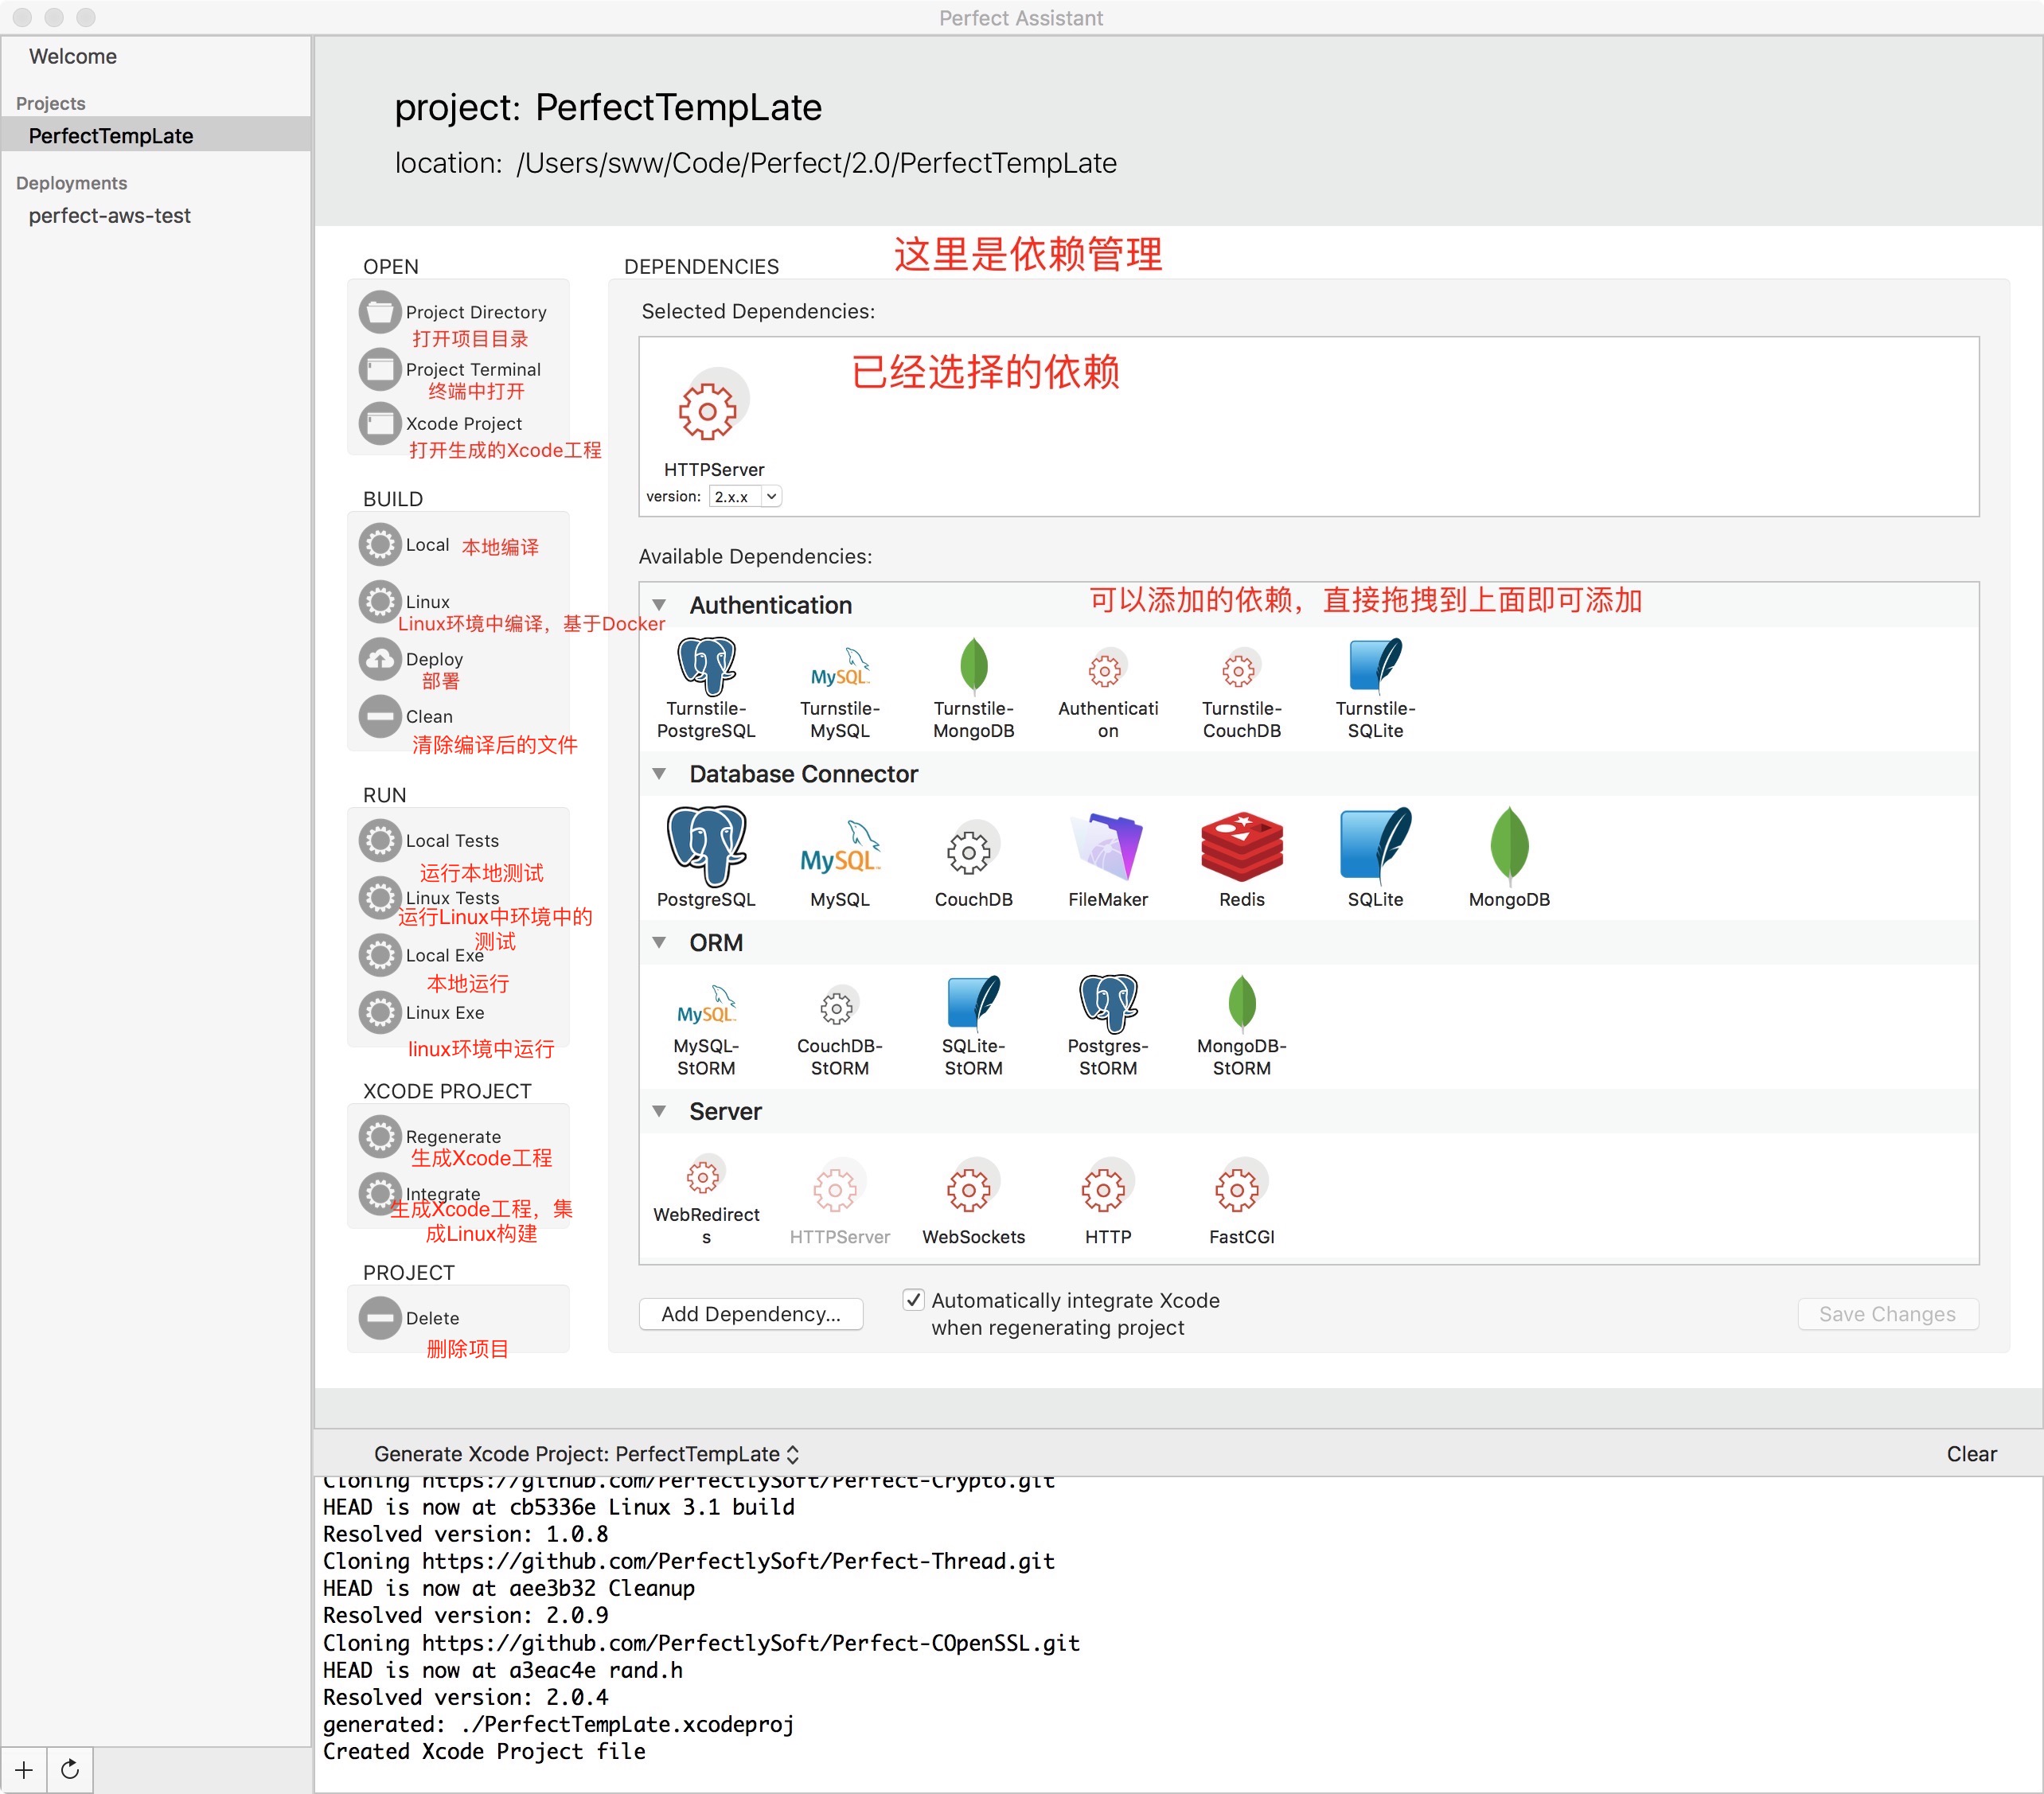 Perfect Assistant
Welcome
Projects
PerfectTempLate
Deployments
perfect-aws-test
project: PerfectTempLate
location: /Users/sww/Code/Perfect/2.0/PerfectTempLate
OPEN
Project Directory
打开项目目录
Project Terminal
终端中打开
Xcode Project
打开生成的Xcode工程
BUILD
Local 本地编译
Linux
Linux环境中编译，基于Docker
Deploy
部署
Clean
清除编译后的文件
RUN
Local Tests
运行本地测试
Linux Tests
运行Linux中环境中的
测试
Local Exe
本地运行
Linux Exe
linux环境中运行
XCODE PROJECT
Regenerate
生成Xcode工程
Integrate
生成Xcode工程，集
成Linux构建
PROJECT
Delete
删除项目
DEPENDENCIES
这里是依赖管理
Selected Dependencies:
已经选择的依赖
HTTPServer
version: 2.x.x
Available Dependencies:
Authentication
可以添加的依赖，直接拖拽到上面即可添加
MySQL
Turnstile-
PostgreSQL
Turnstile-
MySQL
Turnstile-
MongoDB
Authenticati
on
Turnstile-
CouchDB
Turnstile-
SQLite
Database Connector
MySQL
PostgreSQL
MySQL
CouchDB
FileMaker
Redis
SQLite
MongoDB
ORM
MySQL
MySQL-
StORM
CouchDB-
StORM
SQLite-
StORM
Postgres-
StORM
MongoDB-
StORM
Server
WebRedirect
s
HTTPServer
WebSockets
HTTP
FastCGI
Add Dependency...
Automatically integrate Xcode
when regenerating project
Save Changes
Generate Xcode Project: PerfectTempLate
Clear
Cloning https://github.com/PerfectlySoft/Perfect-Crypto.git
HEAD is now at cb5336e Linux 3.1 build
Resolved version: 1.0.8
Cloning https://github.com/PerfectlySoft/Perfect-Thread.git
HEAD is now at aee3b32 Cleanup
Resolved version: 2.0.9
Cloning https://github.com/PerfectlySoft/Perfect-COpenSSL.git
HEAD is now at a3eac4e rand.h
Resolved version: 2.0.4
generated: ./PerfectTempLate.xcodeproj
Created Xcode Project file